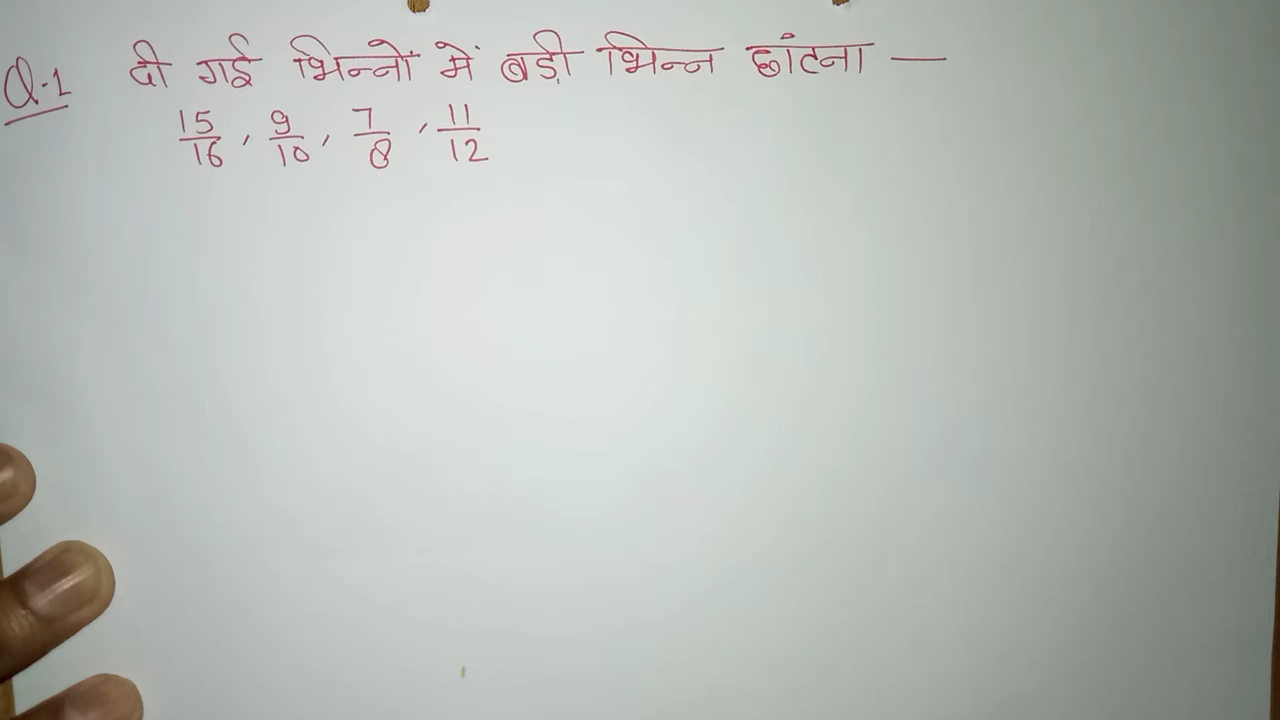 Q.1 दी गई भिन्नों में बड़ी भिन्न छांटना —
15/16, 9/10, 7/8, 11/12